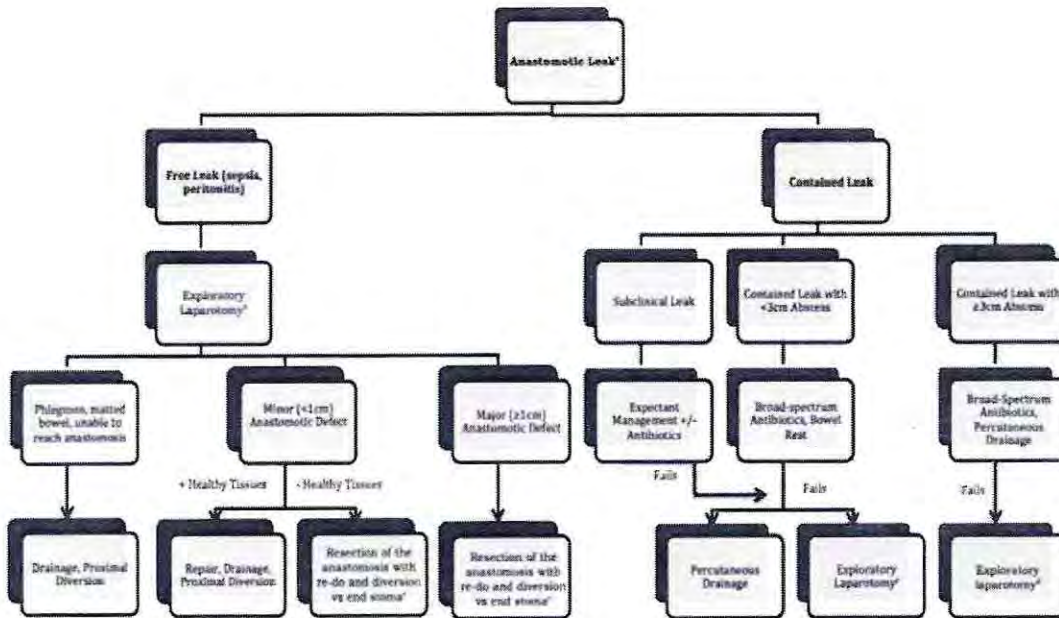 Anastomotic Leak*
Free Leak (sepsis,
peritonitis)
Contained Leak
Exploratory
Laparotomy
Subclinical Leak
Contained Leak with
<3cm Abscess
Contained Leak with
≥3cm Abscess
Phlegmon, matted
bowel, unable to
reach anastomosis
Minor (<1cm)
Anastomotic Defect
Major (≥1cm)
Anastomotic Defect
Expectant
Management +/-
Antibiotics
Broad-spectrum
Antibiotics, Bowel
Rest
Broad-Spectrum
Antibiotics,
Percutaneous
Drainage
+ Healthy Tissues
- Healthy Tissues
Fails
Fails
Fails
Drainage, Proximal
Diversion
Repair, Drainage,
Proximal Diversion
Resection of the
anastomosis with
re-do and diversion
vs end stoma
Resection of the
anastomosis with
re-do and diversion
vs end stoma
Percutaneous
Drainage
Exploratory
Laparotomy
Exploratory
laparotomy